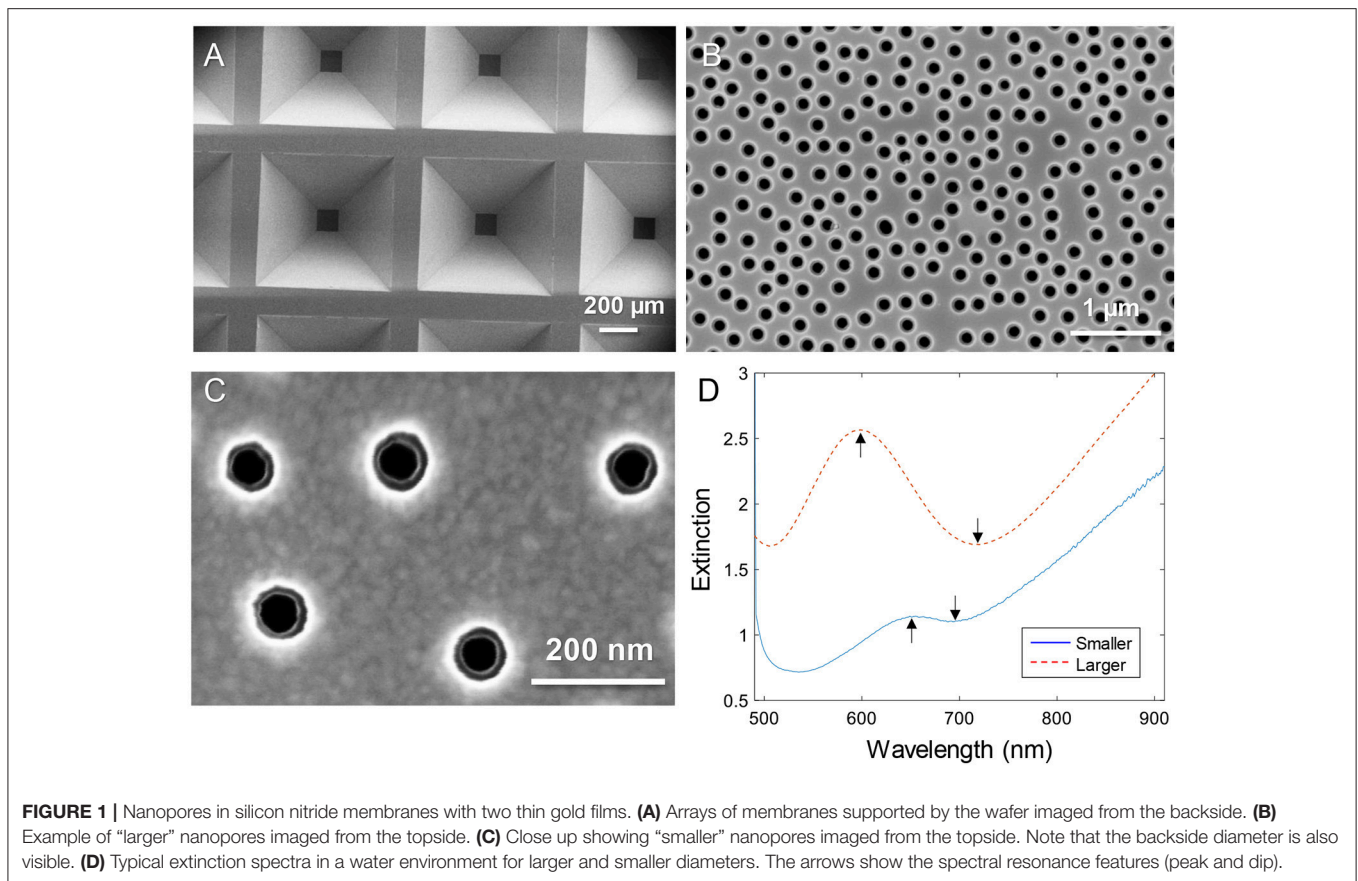 A
200 µm
B
1 µm
C
200 nm
D
3
2.5
2
1.5
1
0.5
Extinction
500
600
700
800
900
Wavelength (nm)
Smaller
Larger
FIGURE 1 | Nanopores in silicon nitride membranes with two thin gold films. (A) Arrays of membranes supported by the wafer imaged from the backside. (B)
Example of “larger” nanopores imaged from the topside. (C) Close up showing “smaller” nanopores imaged from the topside. Note that the backside diameter is also
visible. (D) Typical extinction spectra in a water environment for larger and smaller diameters. The arrows show the spectral resonance features (peak and dip).